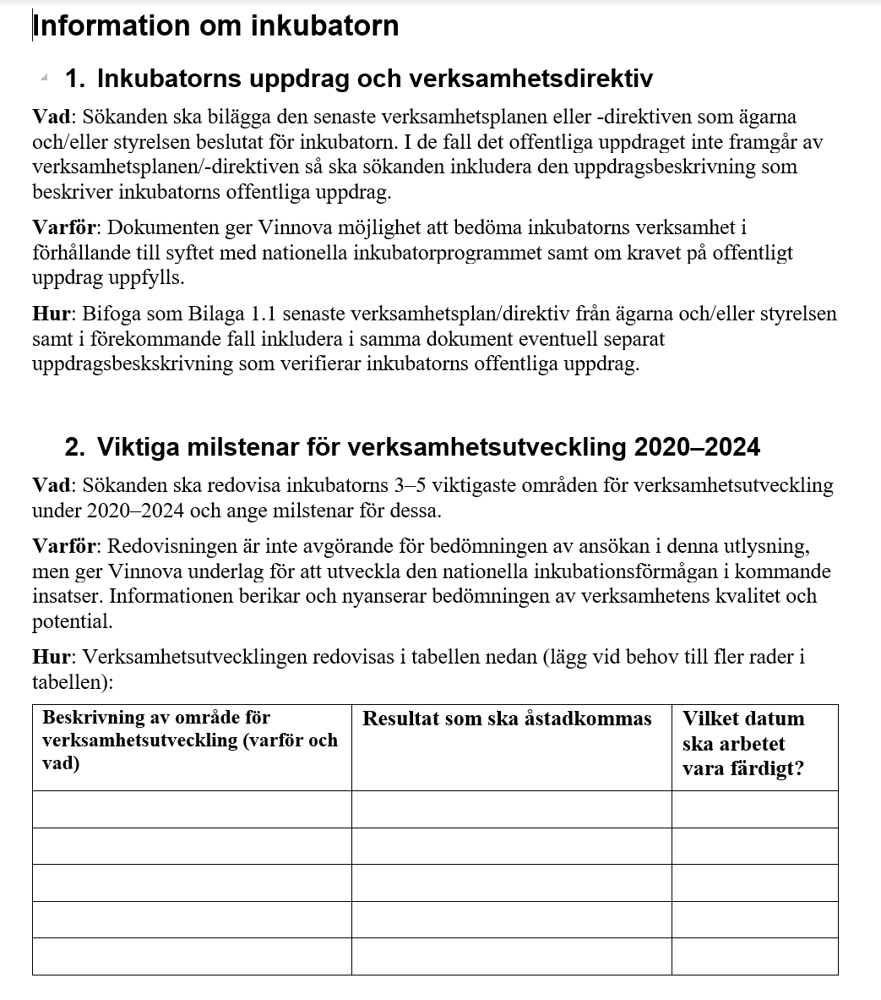 Information om inkubatorn
1. Inkubatorns uppdrag och verksamhetsdirektiv
Vad: Sökanden ska bilägga den senaste verksamhetsplanen eller -direktiven som ägarna
och/eller styrelsen beslutat för inkubatorn. I de fall det offentliga uppdraget inte framgår av
verksamhetsplanen/-direktiven så ska sökanden inkludera den uppdragsbeskrivning som
beskriver inkubatorns offentliga uppdrag.
Varför: Dokumenten ger Vinnova möjlighet att bedöma inkubatorns verksamhet i
förhållande till syftet med nationella inkubatorprogrammet samt om kravet på offentligt
uppdrag uppfylls.
Hur: Bifoga som Bilaga 1.1 senaste verksamhetsplan/direktiv från ägarna och/eller styrelsen
samt i förekommande fall inkludera i samma dokument eventuell separat
uppdragsbeskskrivning som verifierar inkubatorns offentliga uppdrag.
2. Viktiga milstenar för verksamhetsutveckling 2020–2024
Vad: Sökanden ska redovisa inkubatorns 3–5 viktigaste områden för verksamhetsutveckling
under 2020–2024 och ange milstenar för dessa.
Varför: Redovisningen är inte avgörande för bedömningen av ansökan i denna utlysning,
men ger Vinnova underlag för att utveckla den nationella inkubationsförmågan i kommande
insatser. Informationen berikar och nyanserar bedömningen av verksamhetens kvalitet och
potential.
Hur: Verksamhetsutvecklingen redovisas i tabellen nedan (lägg vid behov till fler rader i
tabellen):
Beskrivning av område för
verksamhetsutveckling (varför och
vad)
Resultat som ska åstadkommas
Vilket datum
ska arbetet
vara färdigt?